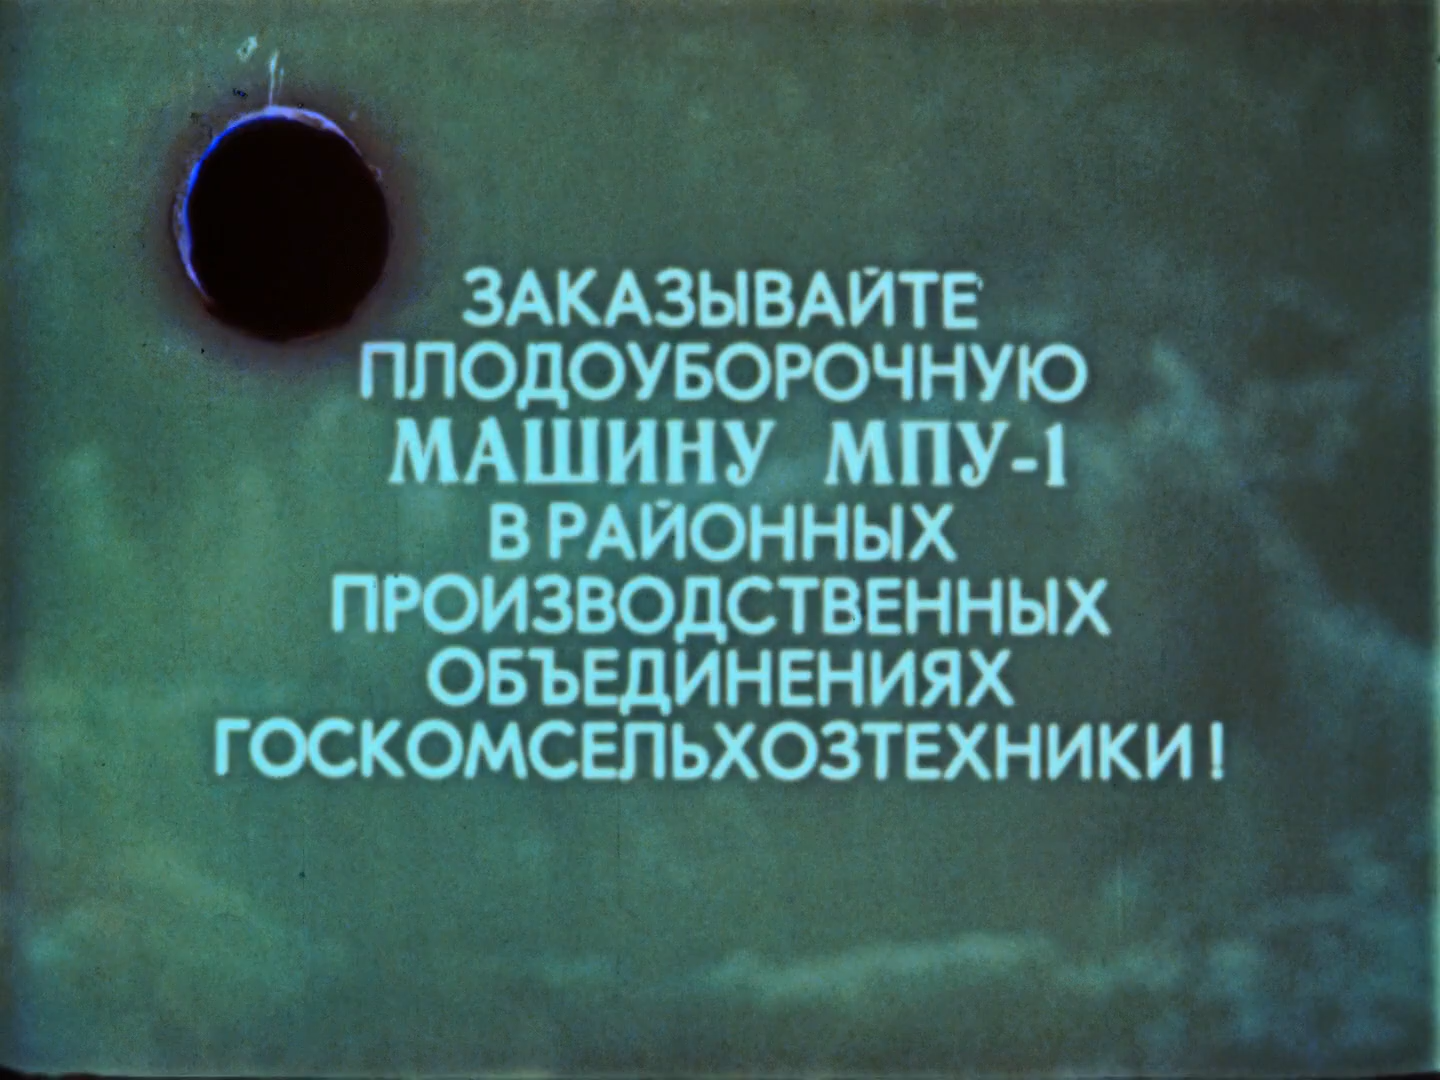 ЗАКАЗЫВАЙТЕ
ПЛОДОУБОРОЧНУЮ
МАШИНУ МПУ-1
В РАЙОННЫХ
ПРОИЗВОДСТВЕННЫХ
ОБЪЕДИНЕНИЯХ
ГОСКОМСЕЛЬХОЗТЕХНИКИ!